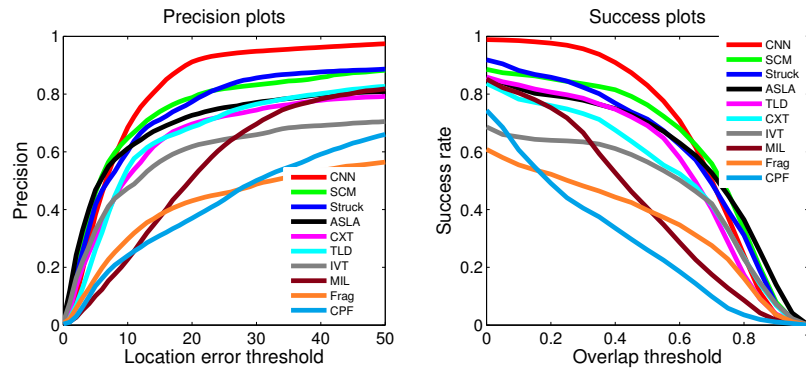 Precision plots
1
0.8
0.6
0.4
0.2
0
Precision
0 10 20 30 40 50
Location error threshold
CNN
SCM
Struck
ASLA
CXT
TLD
IVT
MIL
Frag
CPF
Success plots
1
0.8
0.6
0.4
0.2
0
Success rate
0 0.2 0.4 0.6 0.8
Overlap threshold
CNN
SCM
Struck
ASLA
TLD
CXT
IVT
MIL
Frag
CPF